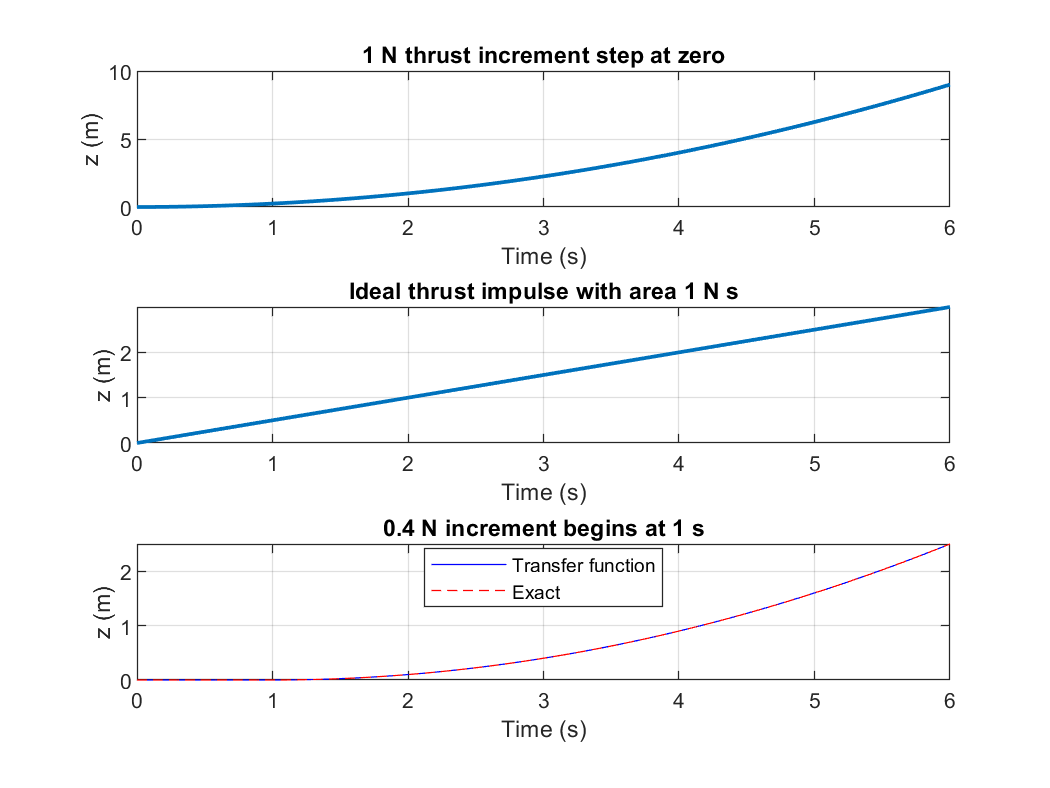 1 N thrust increment step at zero
z (m)
10
5
0
0 1 2 3 4 5 6
Time (s)
Ideal thrust impulse with area 1 N s
z (m)
2
1
0
0 1 2 3 4 5 6
Time (s)
0.4 N increment begins at 1 s
z (m)
2
1
0
Transfer function
Exact
0 1 2 3 4 5 6
Time (s)